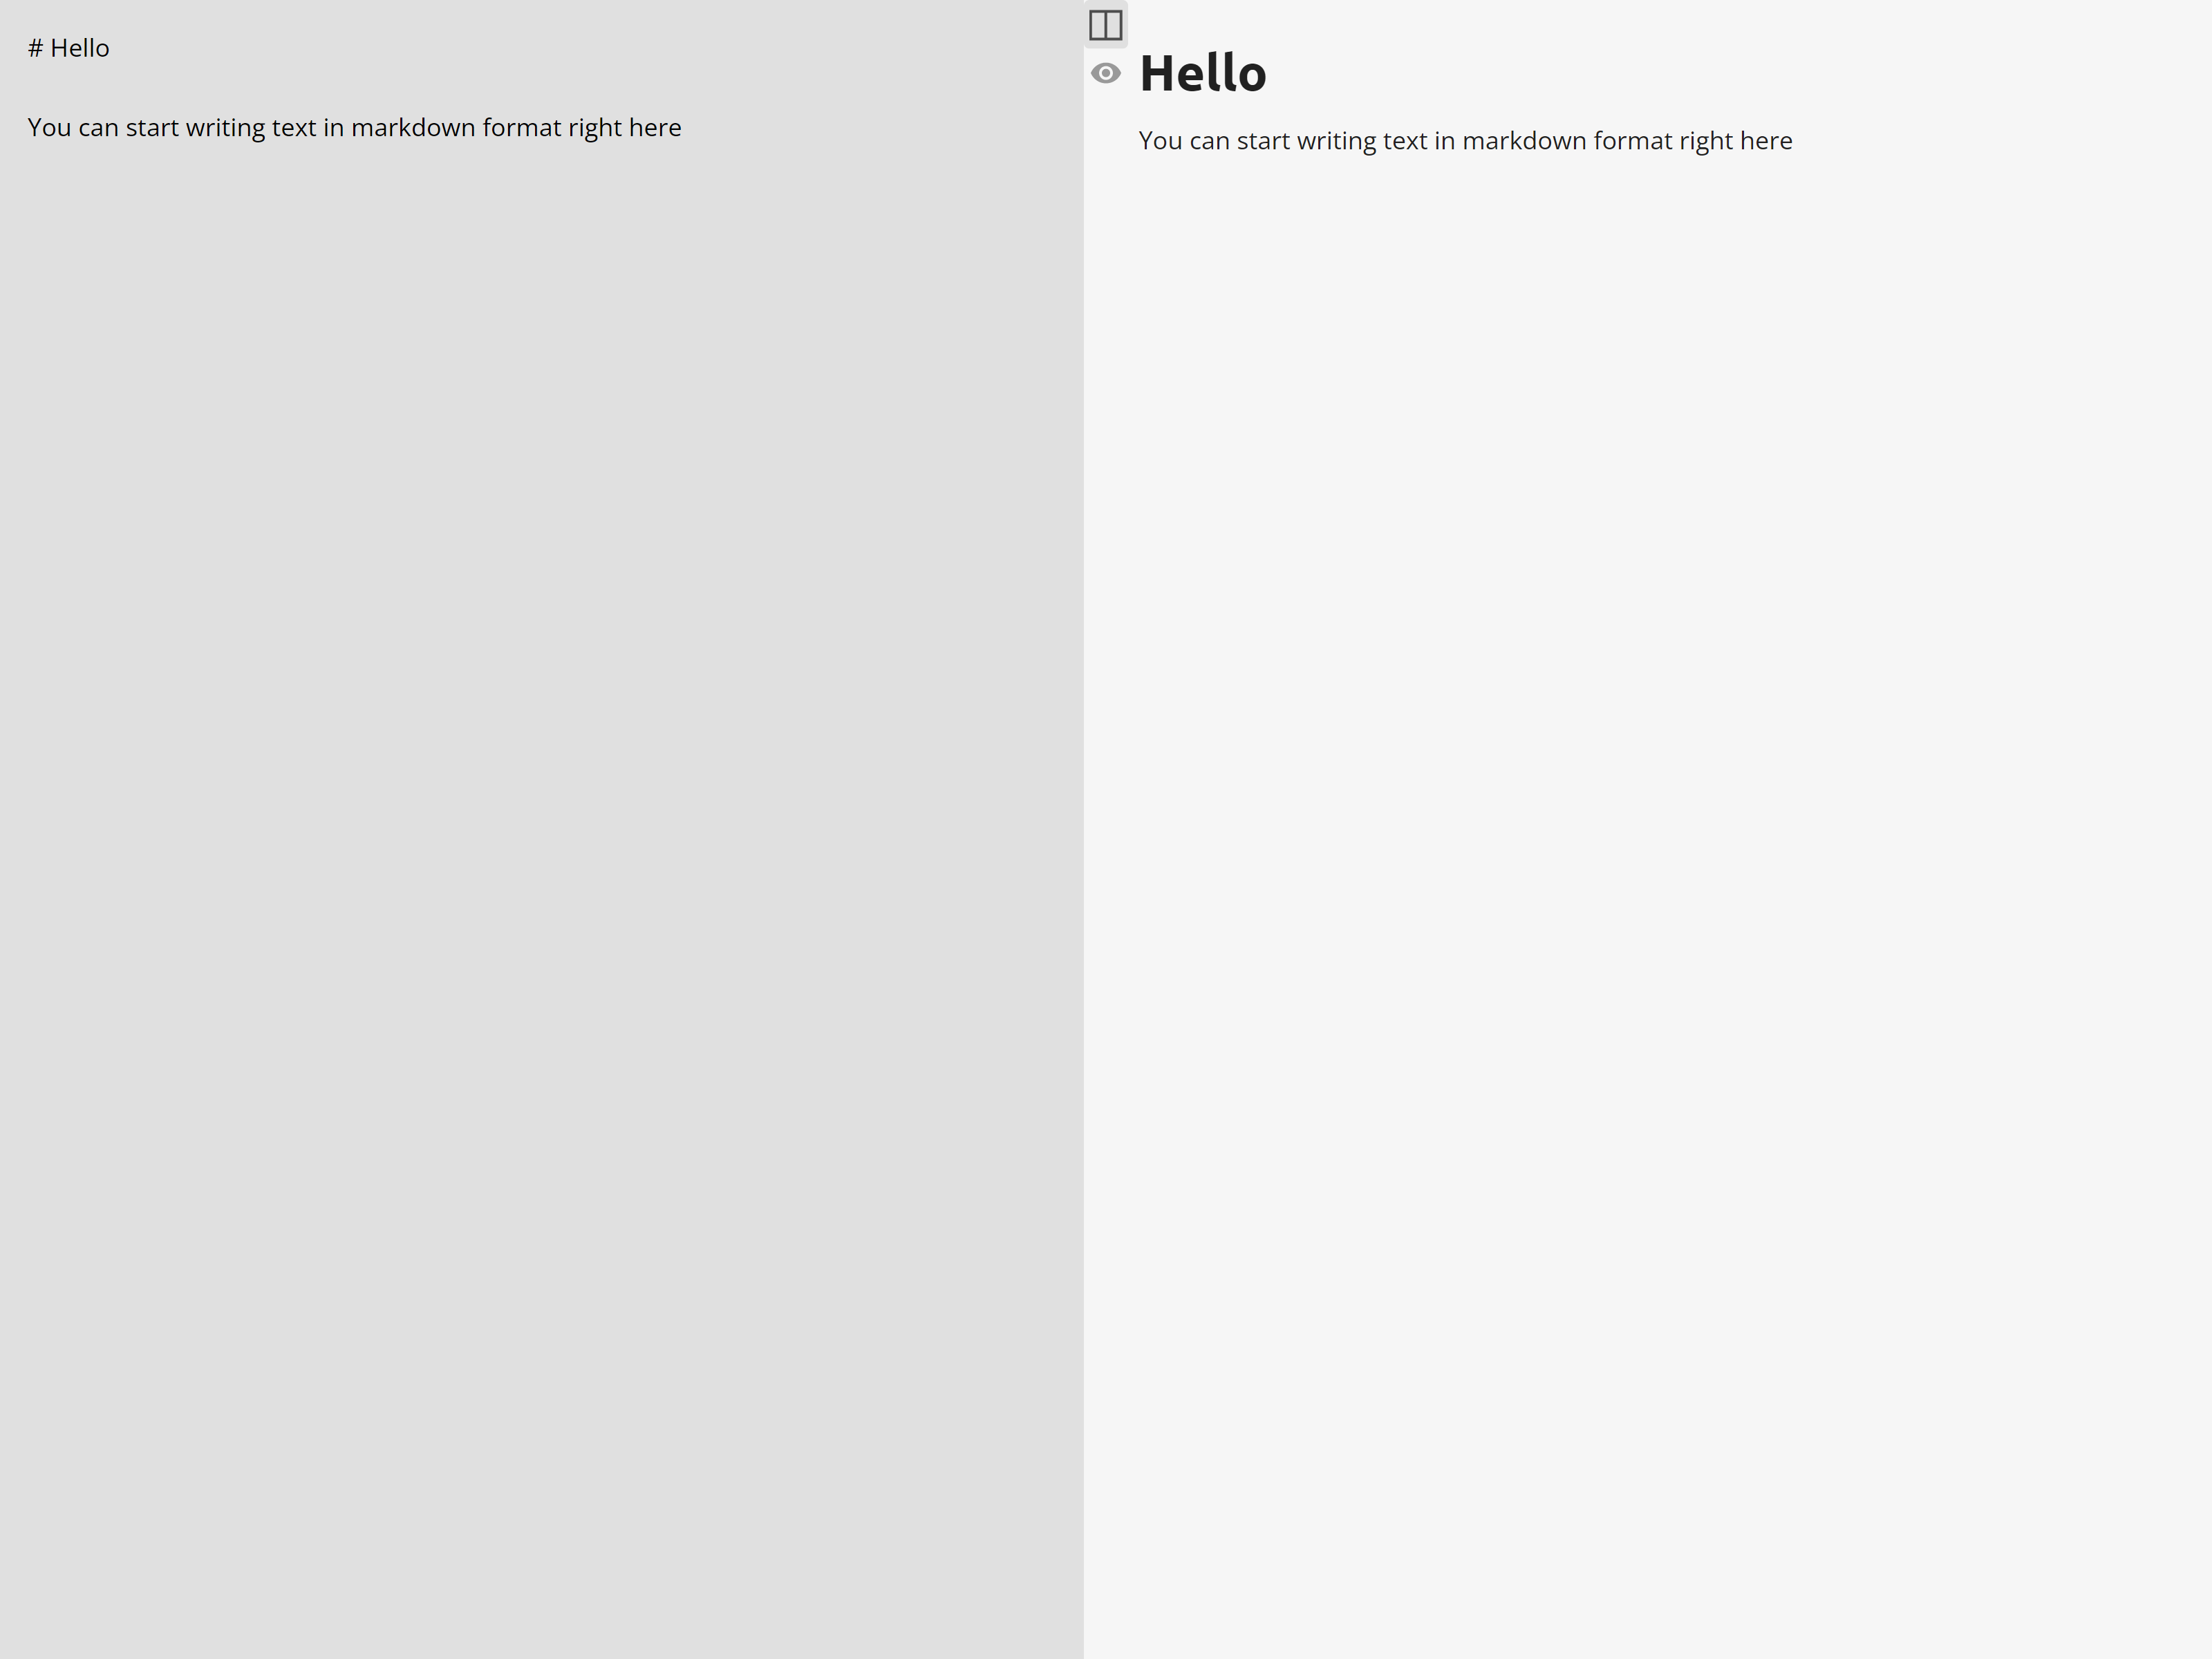 # Hello
You can start writing text in markdown format right here
Hello
You can start writing text in markdown format right here